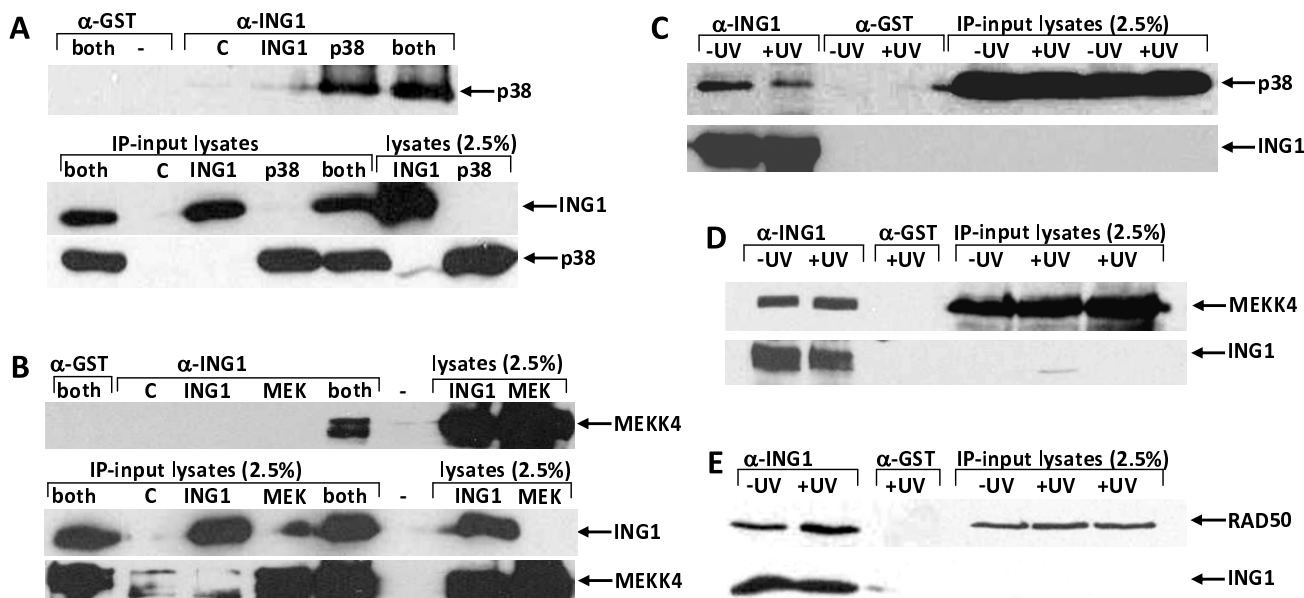 A
α-GST α-ING1
both - C ING1 p38 both
p38
IP-input lysates lysates (2.5%)
both C ING1 p38 both ING1 p38
ING1
p38
B
α-GST α-ING1 lysates (2.5%)
both C ING1 MEK both - ING1 MEK
MEKK4
IP-input lysates (2.5%) lysates (2.5%)
both C ING1 MEK both - ING1 MEK
ING1
MEKK4
C
α-ING1 α-GST IP-input lysates (2.5%)
-UV +UV -UV +UV -UV +UV -UV +UV
p38
ING1
D
α-ING1 α-GST IP-input lysates (2.5%)
-UV +UV +UV -UV +UV +UV
MEKK4
ING1
E
α-ING1 α-GST IP-input lysates (2.5%)
-UV +UV +UV -UV +UV +UV
RAD50
ING1